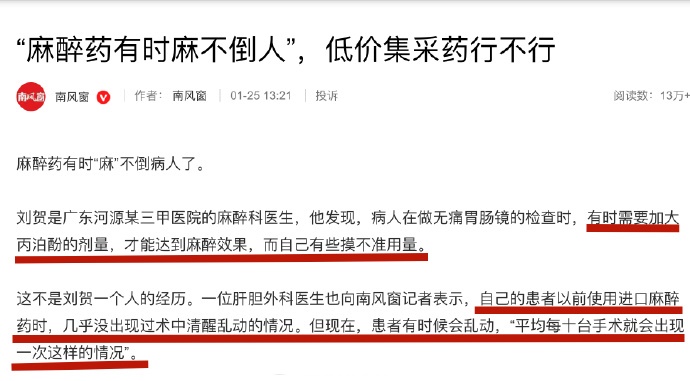 “麻醉药有时麻不倒人”，低价集采药行不行
南风窗 南风窗 作者： 南风窗 01-25 13:21 投诉 阅读数：13万+
麻醉药有时“麻”不倒病人了。
刘贺是广东河源某三甲医院的麻醉科医生，他发现，病人在做无痛胃肠镜的检查时，有时需要加大
丙泊酚的剂量，才能达到麻醉效果，而自己有些摸不准用量。
这不是刘贺一个人的经历。一位肝胆外科医生也向南风窗记者表示，自己的患者以前使用进口麻醉
药时，几乎没出现过术中清醒乱动的情况。但现在，患者有时候会乱动，“平均每十台手术就会出现
一次这样的情况”。